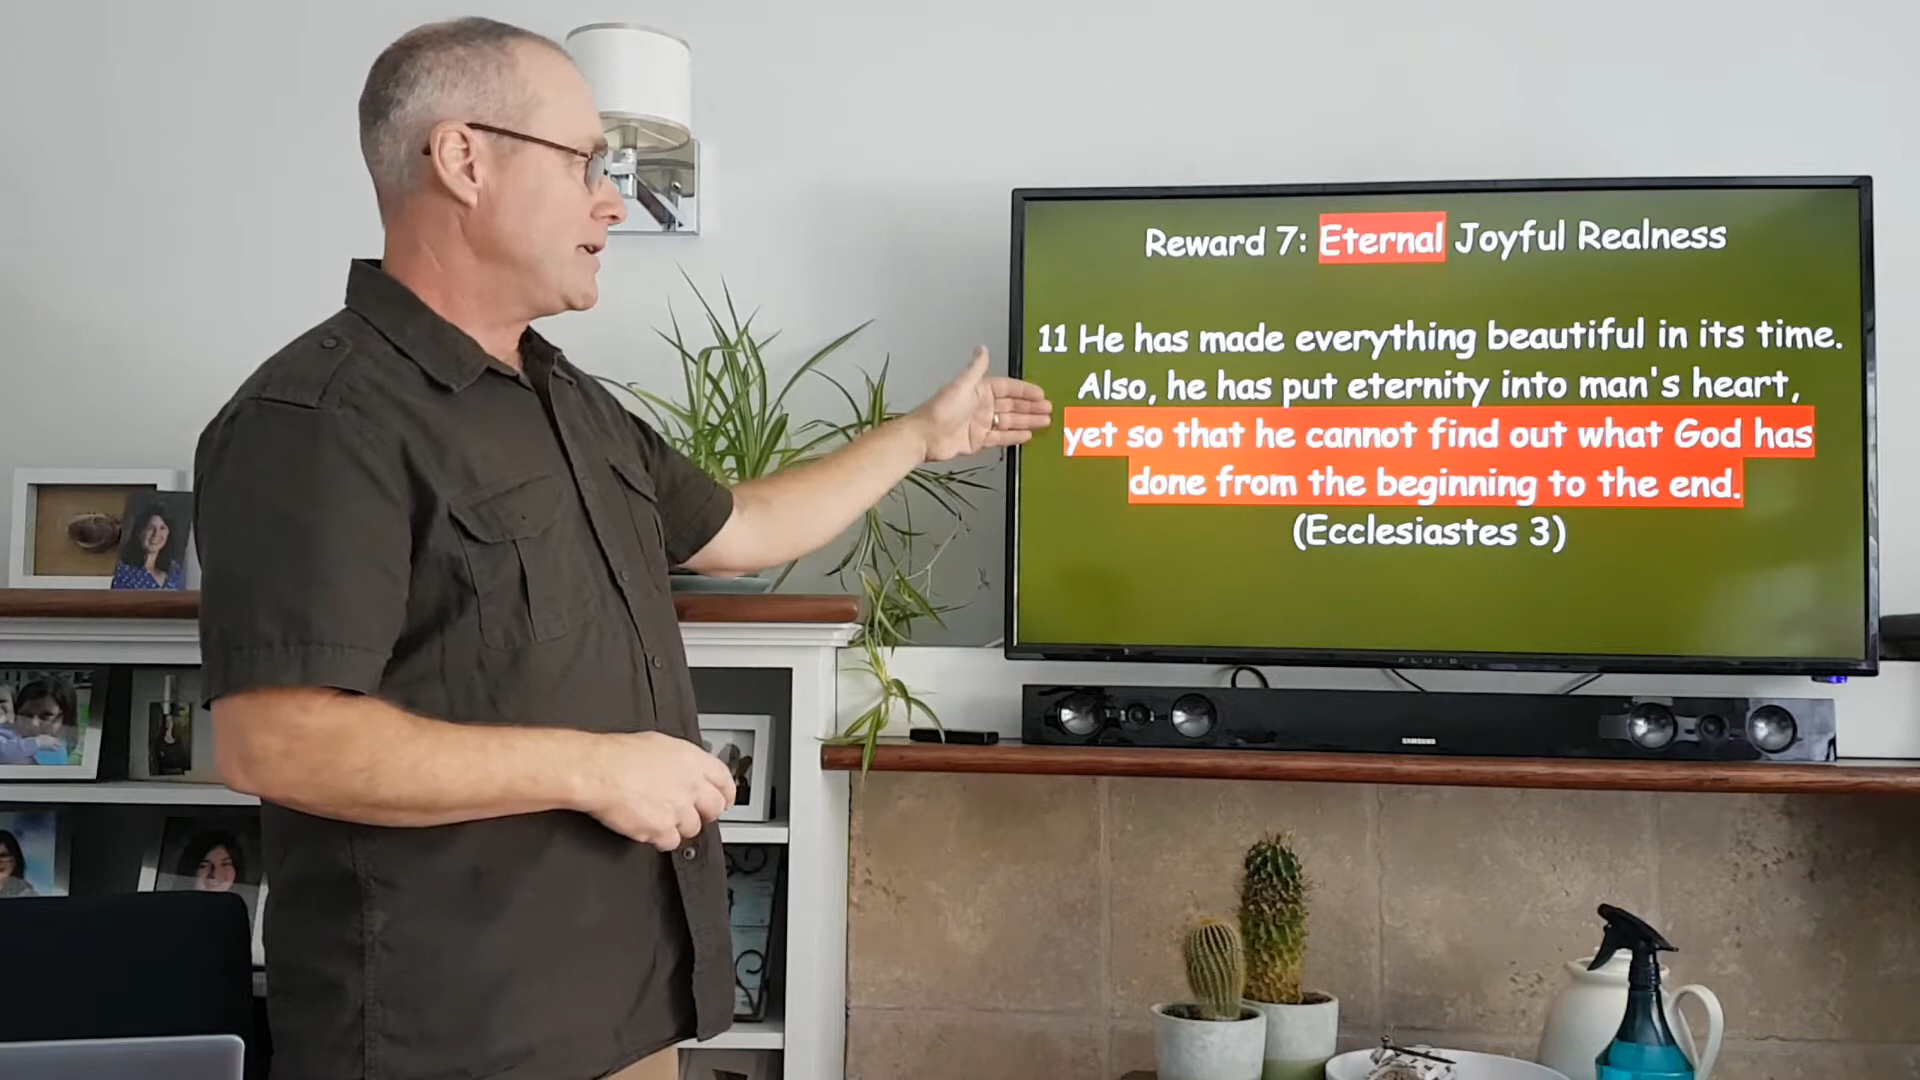 Reward 7: Eternal Joyful Realness
11 He has made everything beautiful in its time.
Also, he has put eternity into man's heart,
yet so that he cannot find out what God has
done from the beginning to the end.
(Ecclesiastes 3)
FLUID
SAMSUNG